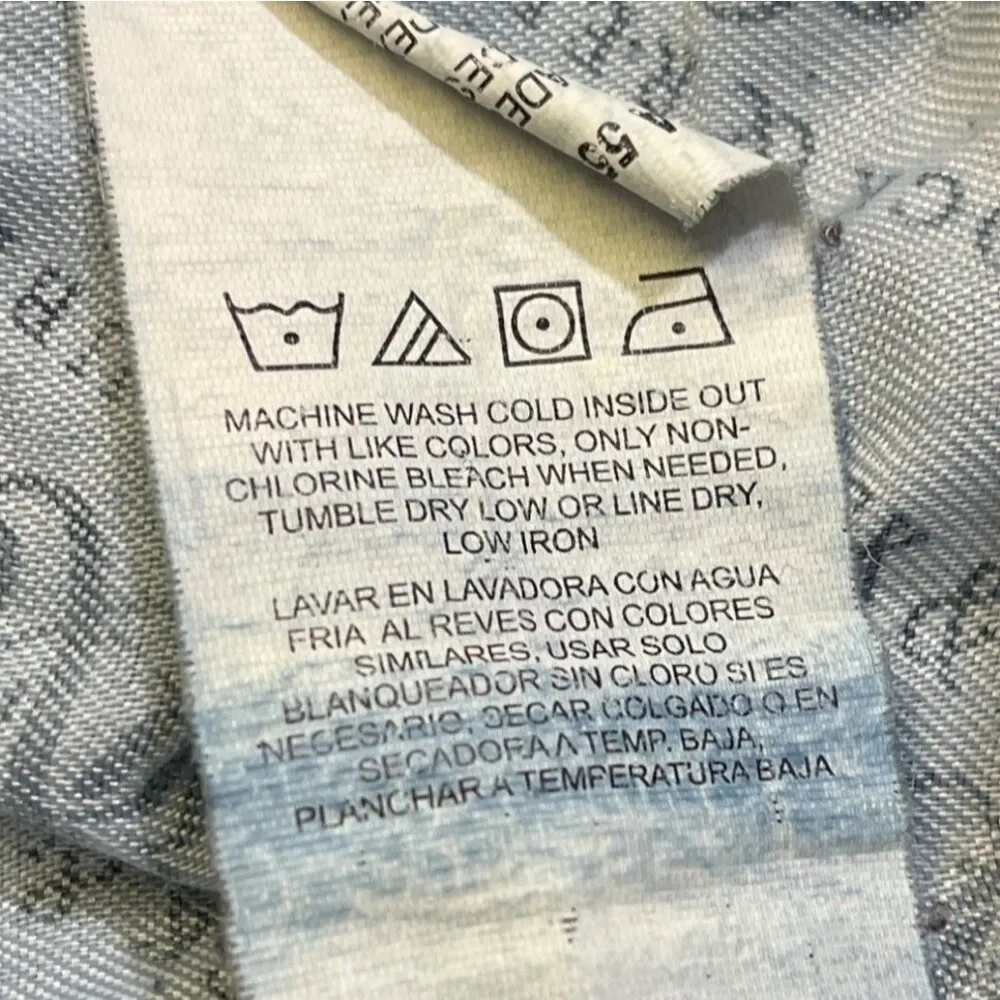 55
MACHINE WASH COLD INSIDE OUT
WITH LIKE COLORS, ONLY NON-
CHLORINE BLEACH WHEN NEEDED,
TUMBLE DRY LOW OR LINE DRY,
LOW IRON
LAVAR EN LAVADORA CON AGUA
FRIA AL REVES CON COLORES
SIMILARES. USAR SOLO
BLANQUEADOR SIN CLORO SI ES
NECESARIO, SECAR COLGADO O EN
SECADORA A TEMP. BAJA,
PLANCHAR A TEMPERATURA BAJA